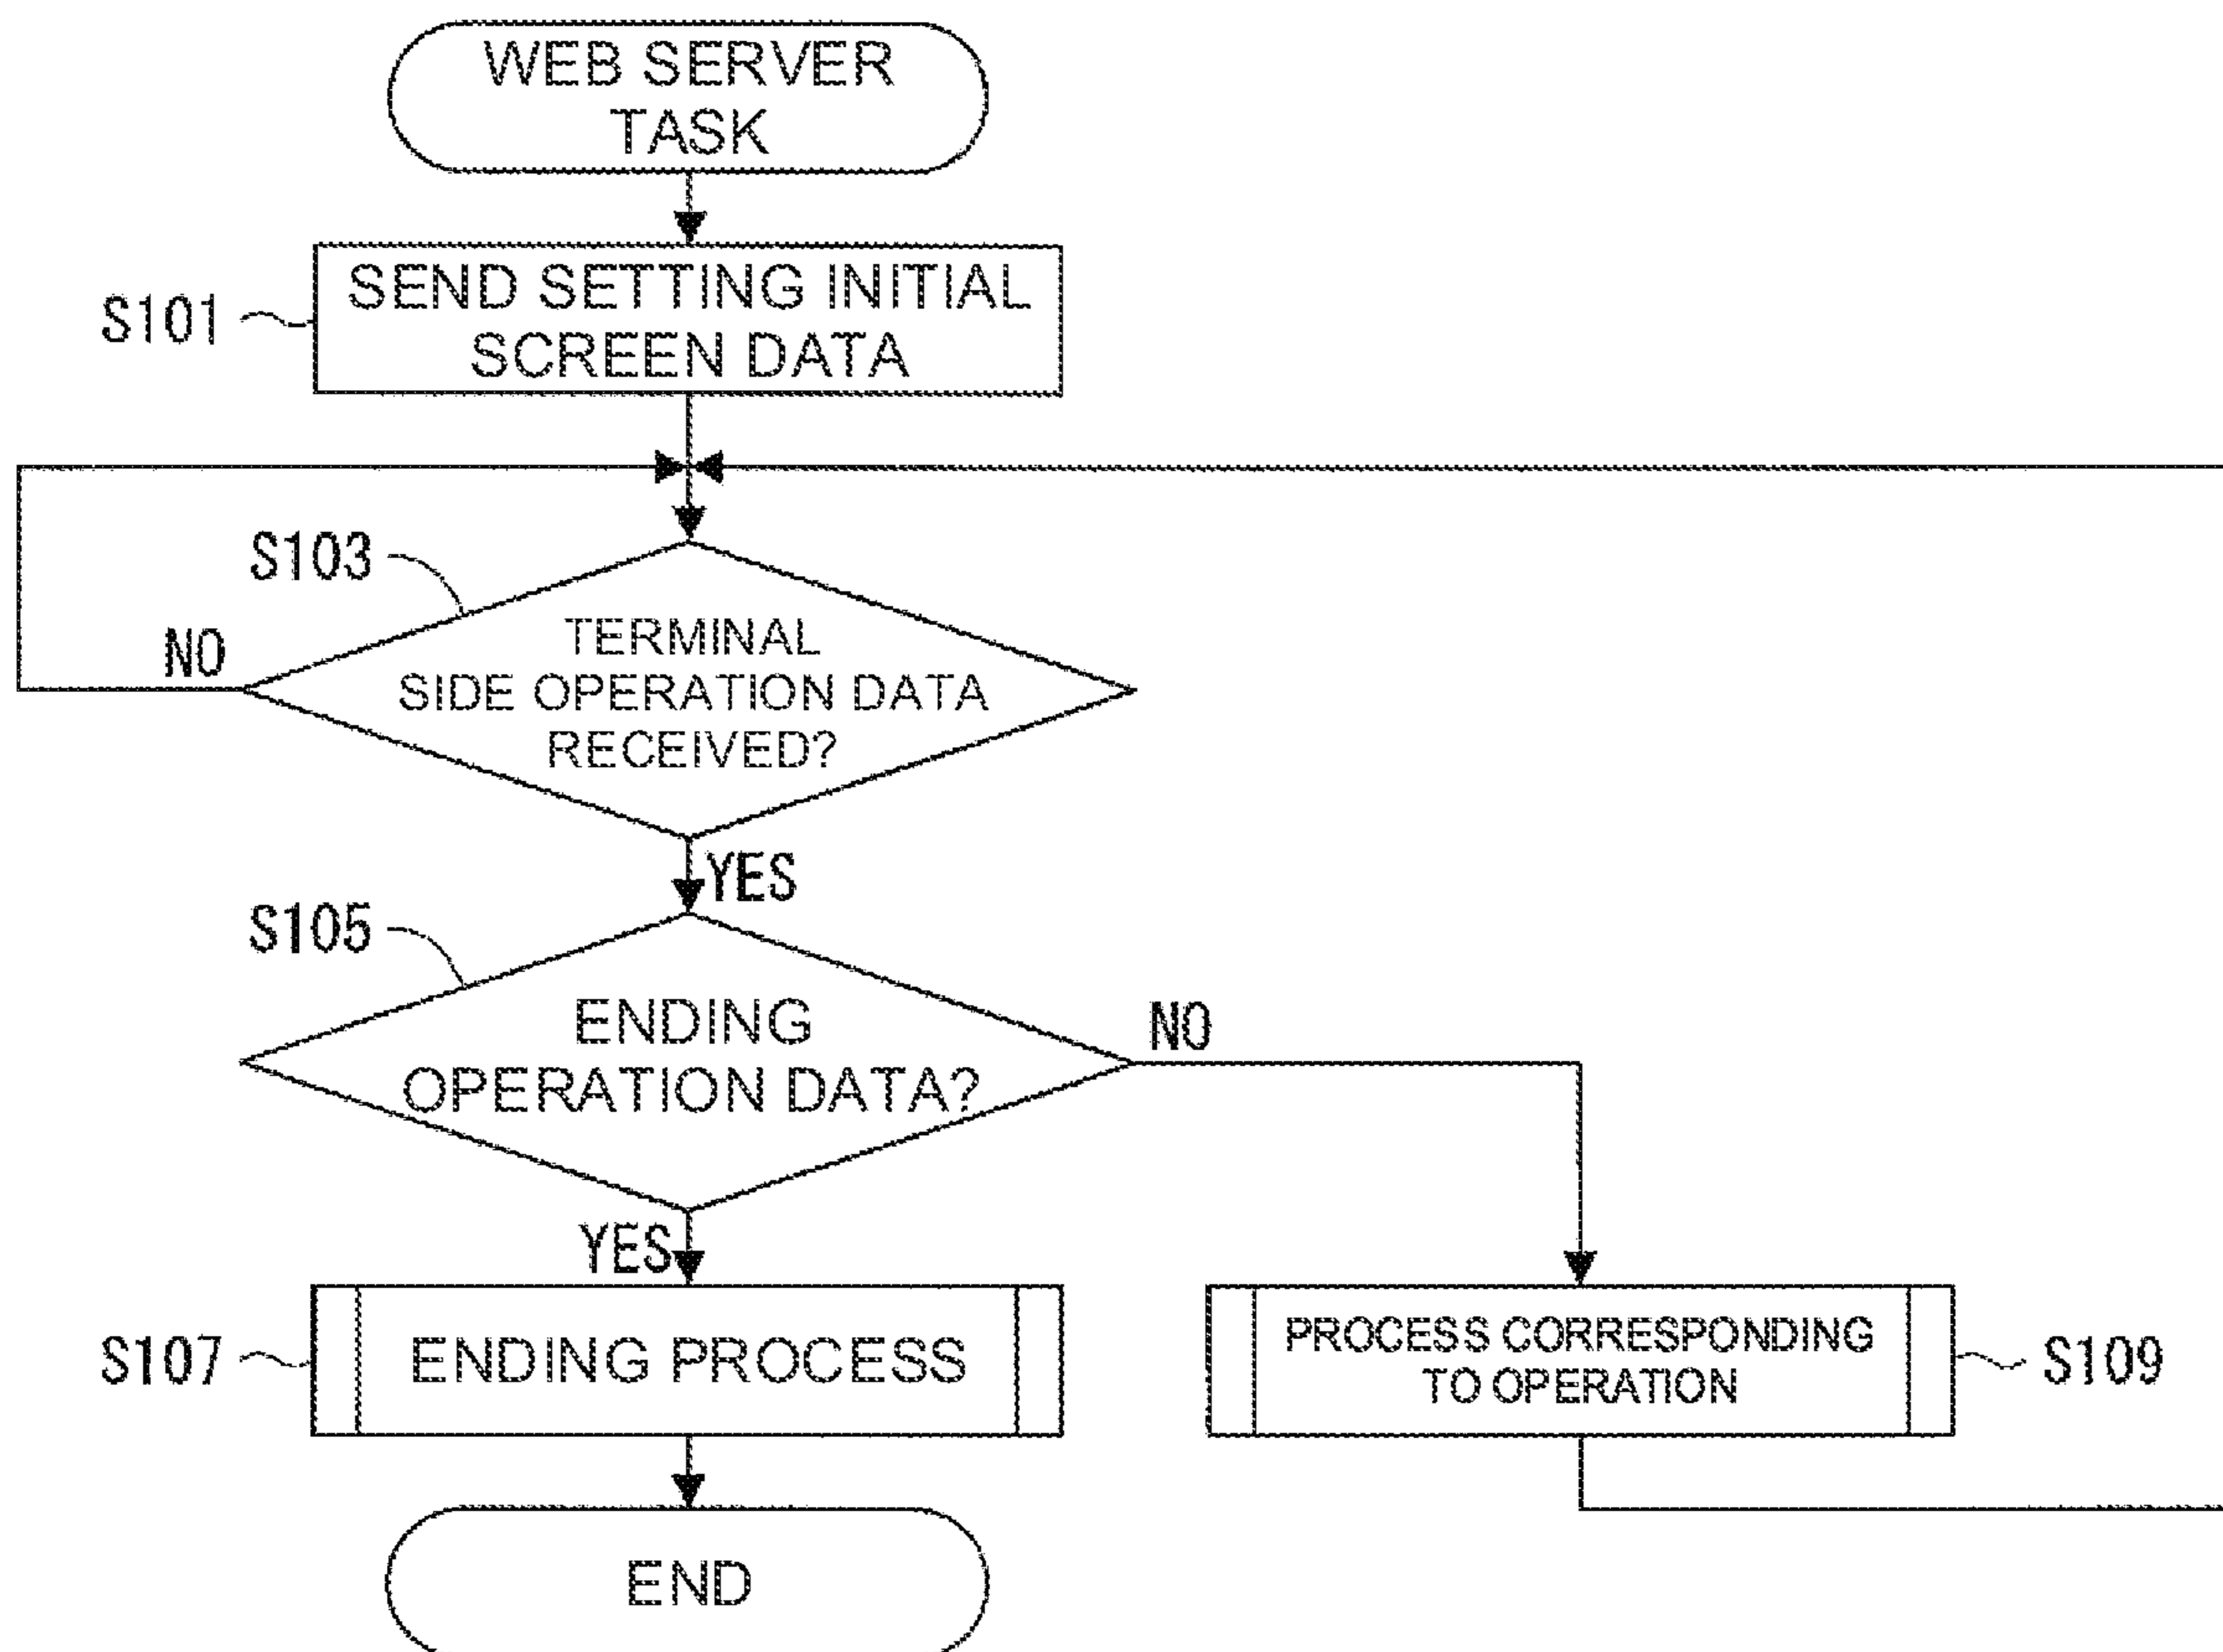 WEB SERVER
TASK
S101
SEND SETTING INITIAL
SCREEN DATA
S103
NO
TERMINAL
SIDE OPERATION DATA
RECEIVED?
YES
S105
ENDING
OPERATION DATA?
NO
YES
S107
ENDING PROCESS
PROCESS CORRESPONDING
TO OPERATION
S109
END